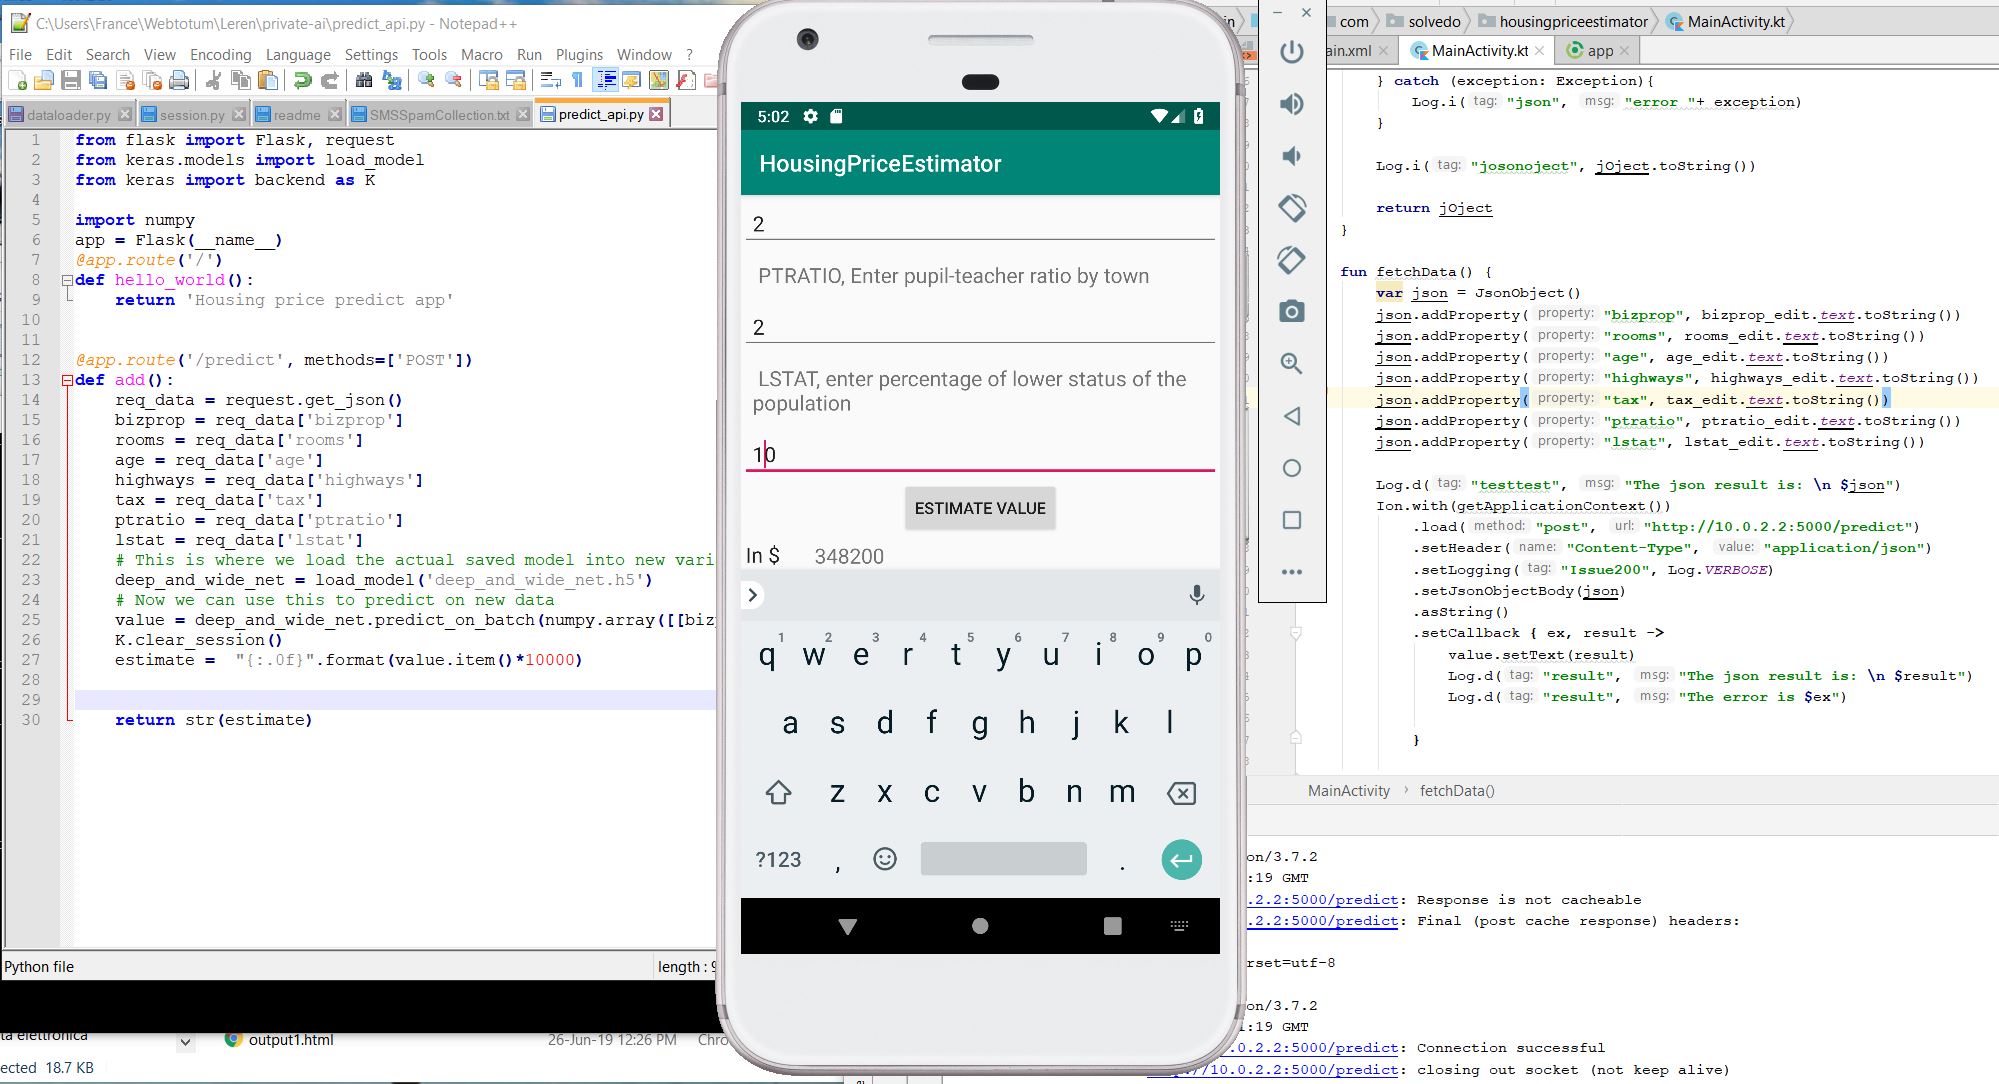 C:\Users\France\Webtotum\Leren\private-ai\predict_api.py - Notepad++
File Edit Search View Encoding Language Settings Tools Macro Run Plugins Window ?
dataloader.py session.py readme SMSSpamCollection.txt predict_api.py
1 from flask import Flask, request
2 from keras.models import load_model
3 from keras import backend as K
4
5 import numpy
6 app = Flask(__name__)
7 @app.route('/')
8 def hello_world():
9 return 'Housing price predict app'
10
11
12 @app.route('/predict', methods=['POST'])
13 def add():
14 req_data = request.get_json()
15 bizprop = req_data['bizprop']
16 rooms = req_data['rooms']
17 age = req_data['age']
18 highways = req_data['highways']
19 tax = req_data['tax']
20 ptratio = req_data['ptratio']
21 lstat = req_data['lstat']
22 # This is where we load the actual saved model into new vari
23 deep_and_wide_net = load_model('deep_and_wide_net.h5')
24 # Now we can use this to predict on new data
25 value = deep_and_wide_net.predict_on_batch(numpy.array([[biz
26 K.clear_session()
27 estimate = "{:.0f}".format(value.item()*10000)
28
29
30 return str(estimate)
Python file length : 9
ta elettronica
output1.html 26-Jun-19 12:26 PM Chro
ected 18.7 KB
5:02
HousingPriceEstimator
2
PTRATIO, Enter pupil-teacher ratio by town
2
LSTAT, enter percentage of lower status of the
population
10
ESTIMATE VALUE
In $ 348200
1 2 3 4 5 6 7 8 9 0
q w e r t y u i o p
a s d f g h j k l
z x c v b n m
?123 , .
in com solvedo housingpriceestimator MainActivity.kt
ain.xml MainActivity.kt app
} catch (exception: Exception){
Log.i( tag: "json", msg: "error "+ exception)
}
Log.i( tag: "josonoject", jOject.toString())
return jOject
}
fun fetchData() {
var json = JsonObject()
json.addProperty( property: "bizprop", bizprop_edit.text.toString())
json.addProperty( property: "rooms", rooms_edit.text.toString())
json.addProperty( property: "age", age_edit.text.toString())
json.addProperty( property: "highways", highways_edit.text.toString())
json.addProperty( property: "tax", tax_edit.text.toString())
json.addProperty( property: "ptratio", ptratio_edit.text.toString())
json.addProperty( property: "lstat", lstat_edit.text.toString())
Log.d( tag: "testtest", msg: "The json result is: \n $json")
Ion.with(getApplicationContext())
.load( method: "post", url: "http://10.0.2.2:5000/predict")
.setHeader( name: "Content-Type", value: "application/json")
.setLogging( tag: "Issue200", Log.VERBOSE)
.setJsonObjectBody(json)
.asString()
.setCallback { ex, result ->
value.setText(result)
Log.d( tag: "result", msg: "The json result is: \n $result")
Log.d( tag: "result", msg: "The error is $ex")
}
MainActivity › fetchData()
on/3.7.2
:19 GMT
.2.2:5000/predict: Response is not cacheable
.2.2:5000/predict: Final (post cache response) headers:
rset=utf-8
on/3.7.2
1:19 GMT
.0.2.2:5000/predict: Connection successful
//10.0.2.2:5000/predict: closing out socket (not keep alive)